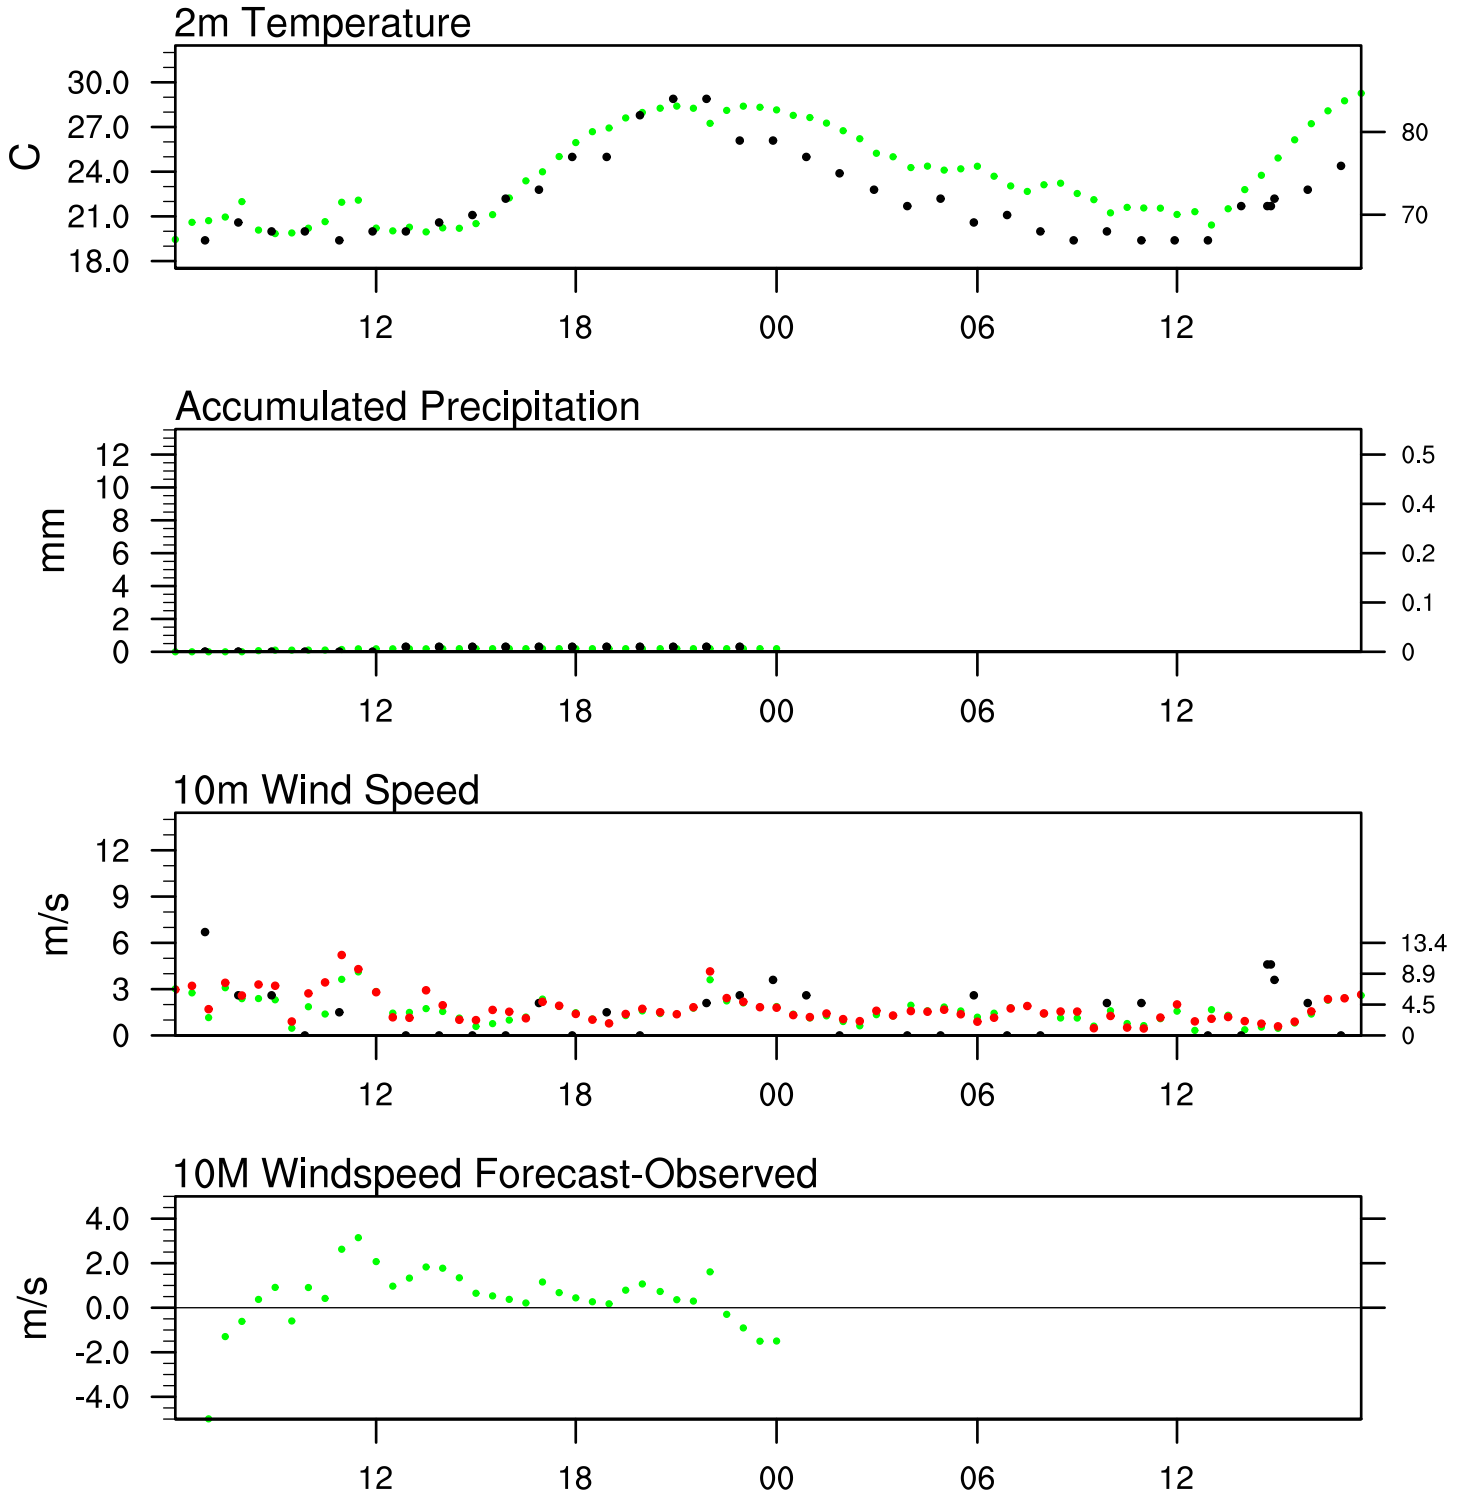 2m Temperature
C
30.0
27.0
24.0
21.0
18.0
80
70
12 18 00 06 12
Accumulated Precipitation
mm
12
10
8
6
4
2
0
0.5
0.4
0.2
0.1
0
12 18 00 06 12
10m Wind Speed
m/s
12
9
6
3
0
13.4
8.9
4.5
0
12 18 00 06 12
10M Windspeed Forecast-Observed
m/s
4.0
2.0
0.0
-2.0
-4.0
12 18 00 06 12